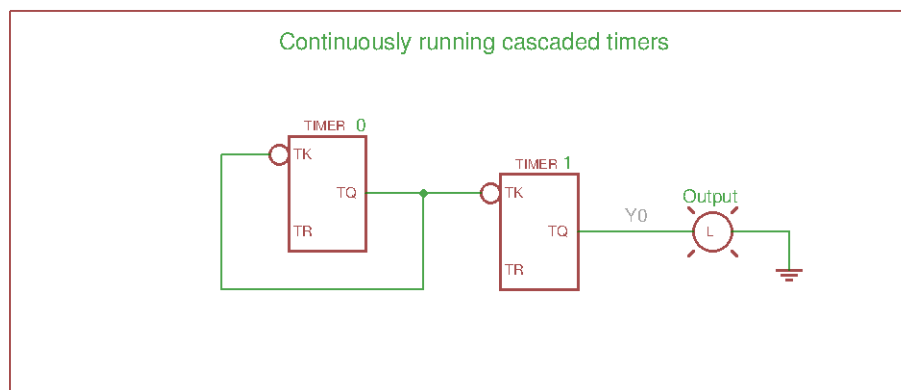 Continuously running cascaded timers
TIMER 0
TK
TQ
TR
TIMER 1
TK
TQ
TR
Y0
Output
L